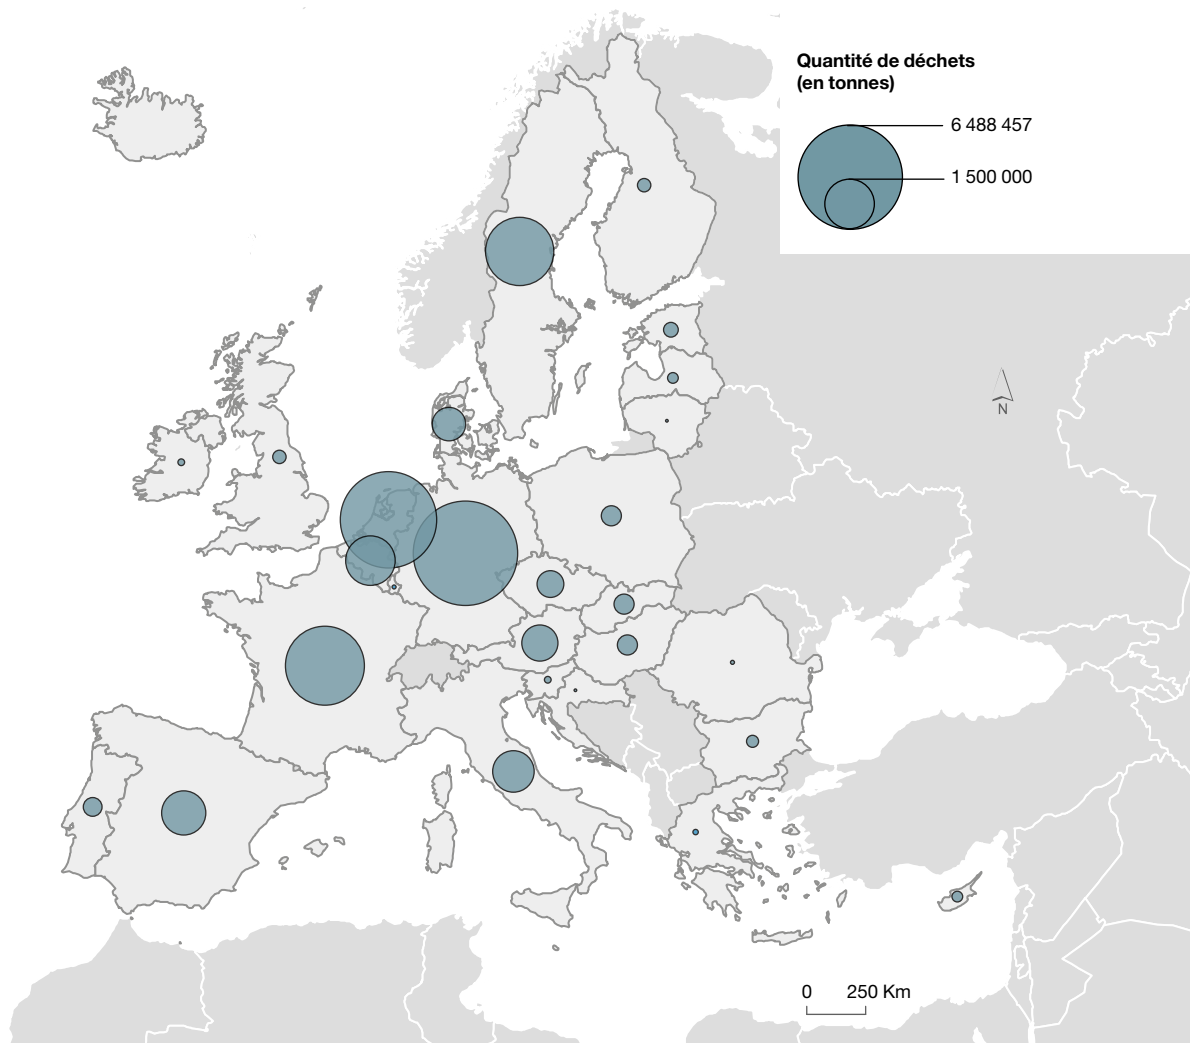 Quantité de déchets
(en tonnes)
6 488 457
1 500 000
N
0 250 Km